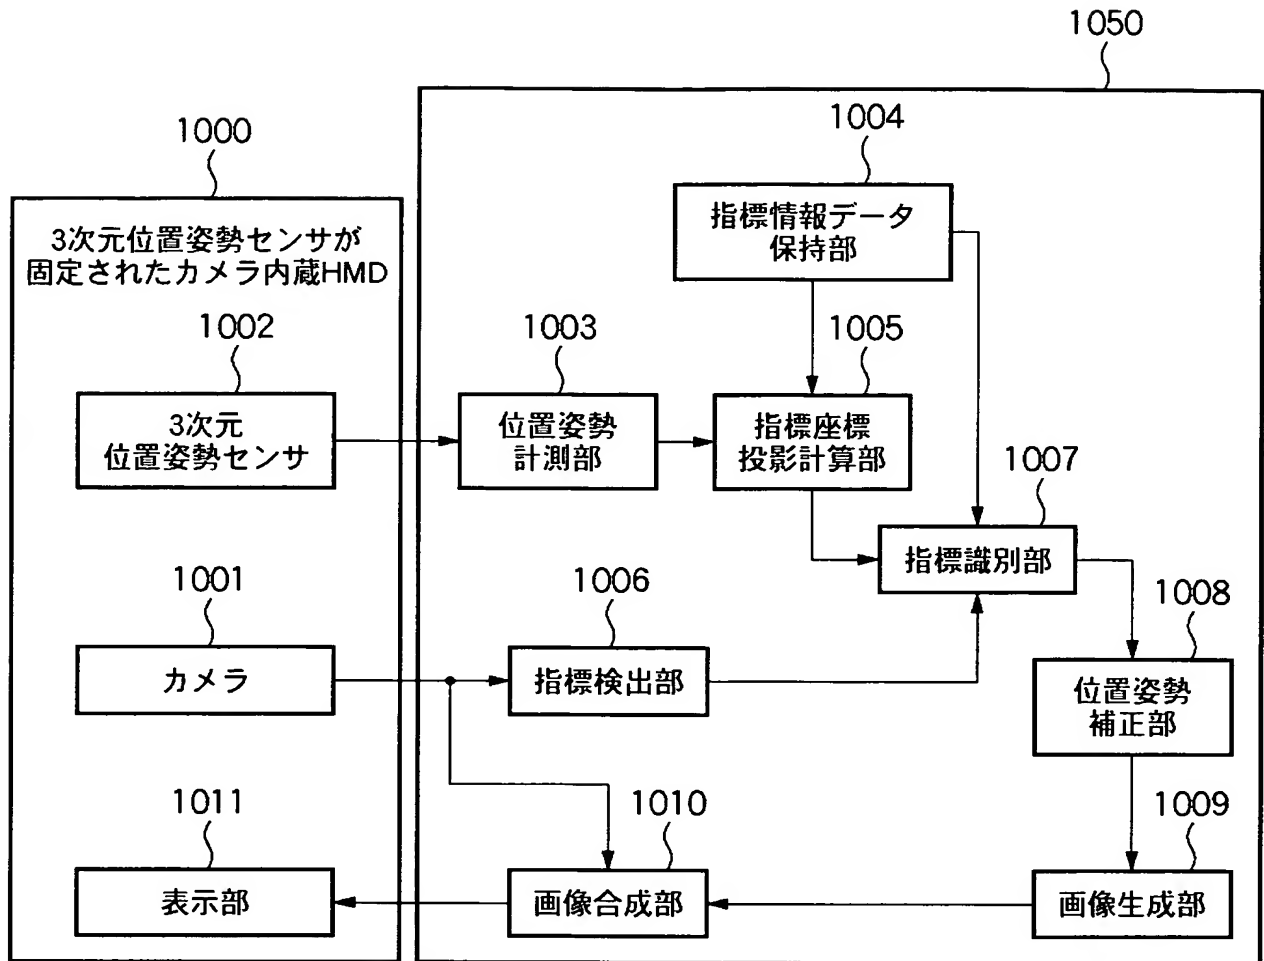 1050
1000
3次元位置姿勢センサが
固定されたカメラ内蔵HMD
1004
指標情報データ
保持部
1002
3次元
位置姿勢センサ
1003
位置姿勢
計測部
1005
指標座標
投影計算部
1007
指標識別部
1001
カメラ
1006
指標検出部
1008
位置姿勢
補正部
1011
表示部
1010
画像合成部
1009
画像生成部